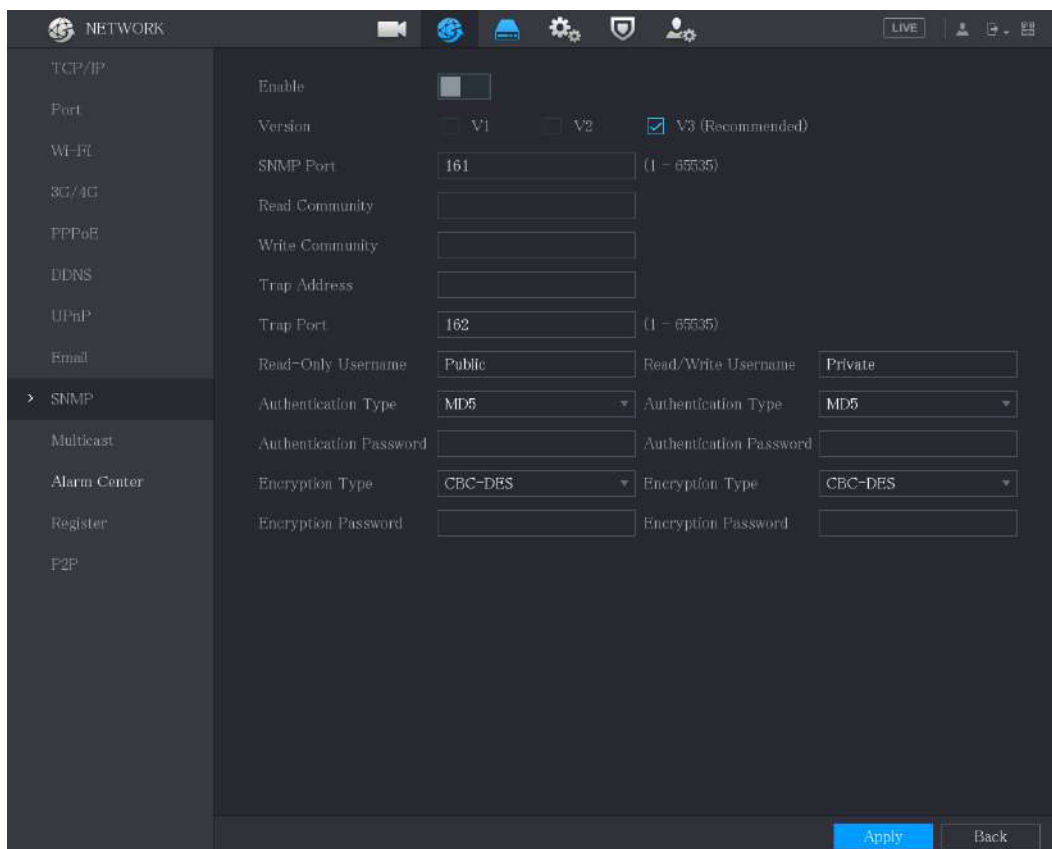 NETWORK
LIVE
TCP/IP
Port
Wi-Fi
3G/4G
PPPoE
DDNS
UPnP
Email
SNMP
Multicast
Alarm Center
Register
P2P
Enable
Version V1 V2 V3 (Recommended)
SNMP Port 161 (1 - 65535)
Read Community
Write Community
Trap Address
Trap Port 162 (1 - 65535)
Read-Only Username Public Read/Write Username Private
Authentication Type MD5 Authentication Type MD5
Authentication Password Authentication Password
Encryption Type CBC-DES Encryption Type CBC-DES
Encryption Password Encryption Password
Apply Back